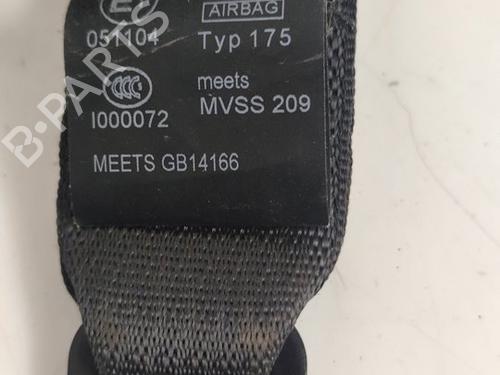 E AIRBAG
051104 Typ 175
CCC meets
I000072 MVSS 209
MEETS GB14166
B-PARTS